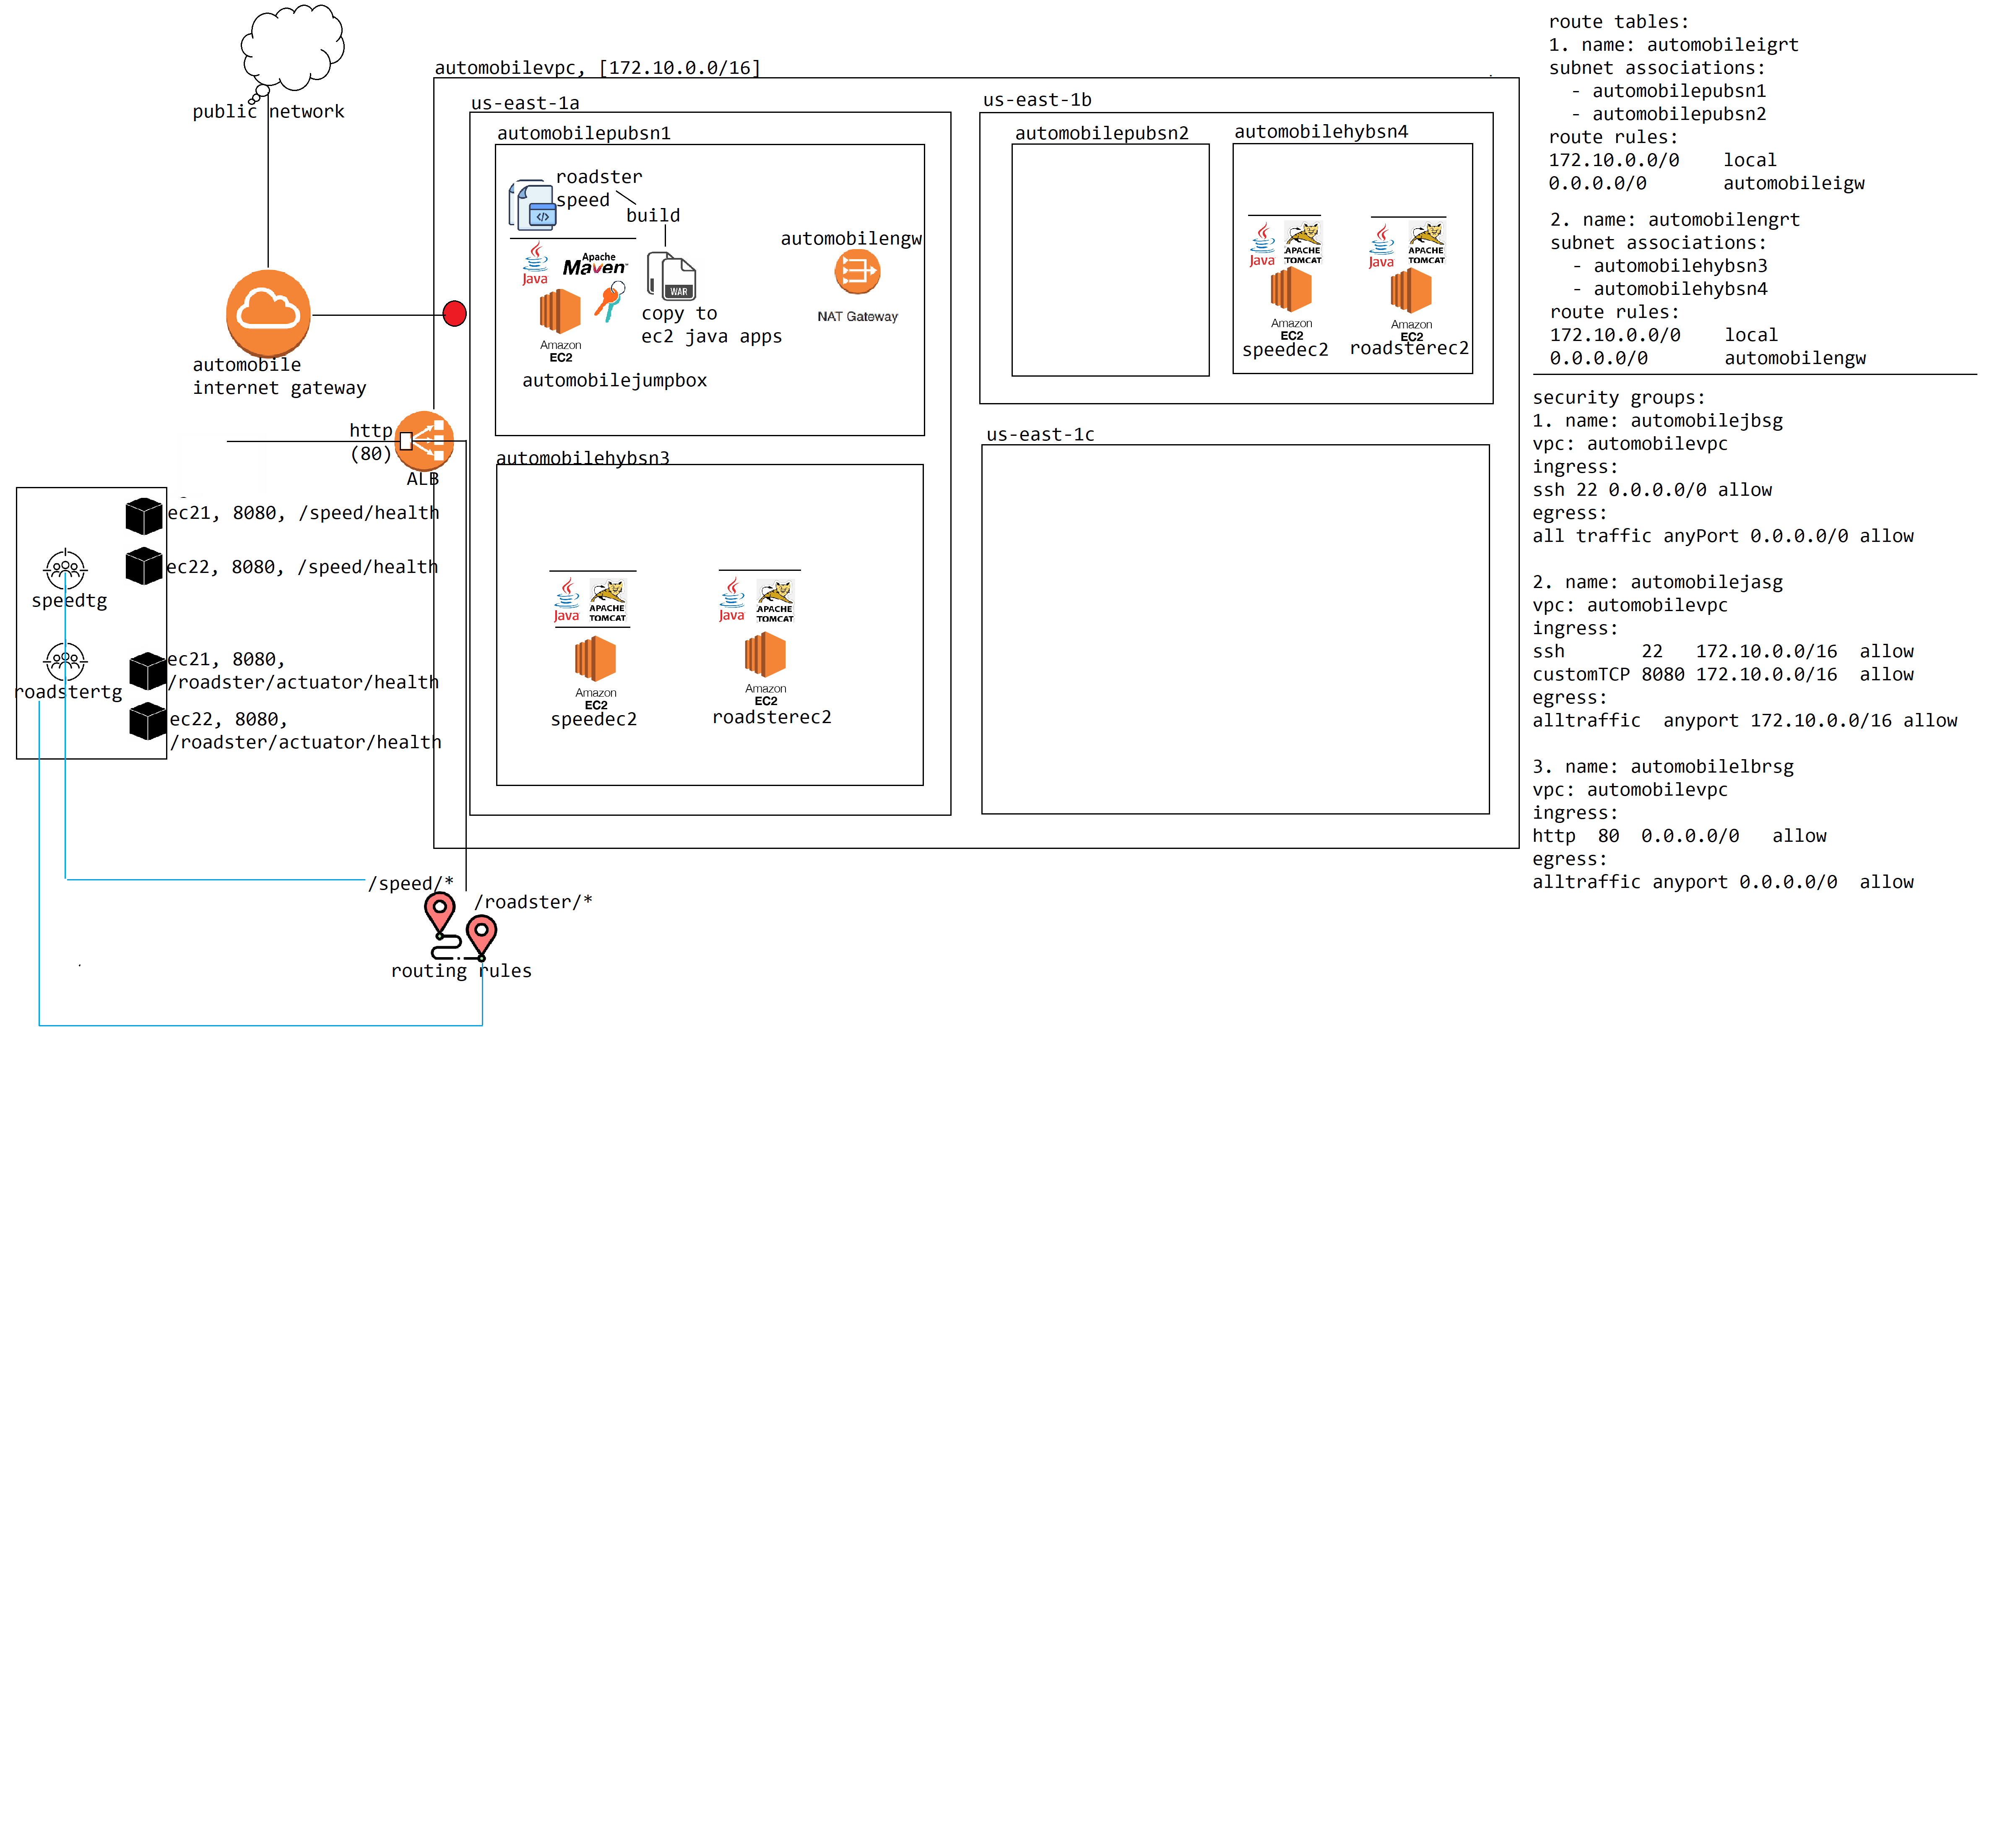 public network
automobile
internet gateway
http
(80)
ALB
ec21, 8080, /speed/health
ec22, 8080, /speed/health
speedtg
ec21, 8080,
/roadster/actuator/health
roadstertg
ec22, 8080,
/roadster/actuator/health
/speed/*
/roadster/*
routing rules
automobilevpc, [172.10.0.0/16]
us-east-1a
automobilepubsn1
roadster
speed
build
</>
Java
Apache
Maven™
WAR
copy to
ec2 java apps
Amazon
EC2
automobilejumpbox
automobilengw
NAT Gateway
automobilehybsn3
Java
APACHE
TOMCAT
Amazon
EC2
speedec2
Java
APACHE
TOMCAT
Amazon
EC2
roadsterec2
us-east-1b
automobilepubsn2
automobilehybsn4
Java
APACHE
TOMCAT
Amazon
EC2
speedec2
Java
APACHE
TOMCAT
Amazon
EC2
roadsterec2
us-east-1c
route tables:
1. name: automobileigrt
subnet associations:
- automobilepubsn1
- automobilepubsn2
route rules:
172.10.0.0/0 local
0.0.0.0/0 automobileigw
2. name: automobilengrt
subnet associations:
- automobilehybsn3
- automobilehybsn4
route rules:
172.10.0.0/0 local
0.0.0.0/0 automobilengw
security groups:
1. name: automobilejbsg
vpc: automobilevpc
ingress:
ssh 22 0.0.0.0/0 allow
egress:
all traffic anyPort 0.0.0.0/0 allow
2. name: automobilejasg
vpc: automobilevpc
ingress:
ssh 22 172.10.0.0/16 allow
customTCP 8080 172.10.0.0/16 allow
egress:
alltraffic anyport 172.10.0.0/16 allow
3. name: automobilelbrsg
vpc: automobilevpc
ingress:
http 80 0.0.0.0/0 allow
egress:
alltraffic anyport 0.0.0.0/0 allow